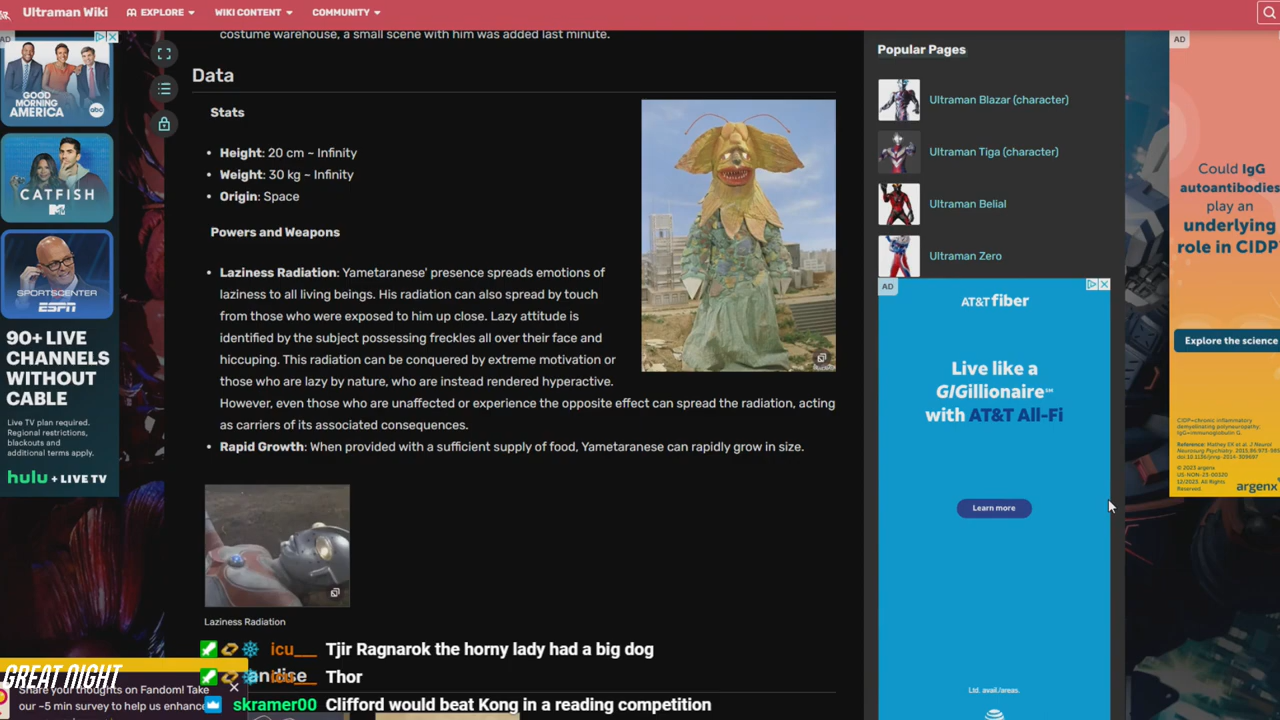 Ultraman Wiki
EXPLORE
WIKI CONTENT
COMMUNITY
costume warehouse, a small scene with him was added last minute.
Data
Stats
Height: 20 cm ~ Infinity
Weight: 30 kg ~ Infinity
Origin: Space
Powers and Weapons
Laziness Radiation: Yametaranese' presence spreads emotions of
laziness to all living beings. His radiation can also spread by touch
from those who were exposed to him up close. Lazy attitude is
identified by the subject possessing freckles all over their face and
hiccuping. This radiation can be conquered by extreme motivation or
those who are lazy by nature, who are instead rendered hyperactive.
However, even those who are unaffected or experience the opposite effect can spread the radiation, acting
as carriers of its associated consequences.
Rapid Growth: When provided with a sufficient supply of food, Yametaranese can rapidly grow in size.
Laziness Radiation
icu___ Tjir Ragnarok the horny lady had a big dog
Thor
andise
skramer00 Clifford would beat Kong in a reading competition
GREAT NIGHT
Share your thoughts on Fandom! Take
our ~5 min survey to help us enhance
AD
GOOD
MORNING
AMERICA
abc
CATFISH
MTV
SPORTSCENTER
ESPN
90+ LIVE
CHANNELS
WITHOUT
CABLE
Live TV plan required.
Regional restrictions,
blackouts and
additional terms apply.
hulu + LIVE TV
Popular Pages
Ultraman Blazar (character)
Ultraman Tiga (character)
Ultraman Belial
Ultraman Zero
AD
AT&T fiber
Live like a
GIGillionaire℠
with AT&T All-Fi
Learn more
Ltd. avail./areas.
AD
Could IgG
autoantibodies
play an
underlying
role in CIDP
Explore the science
argenx